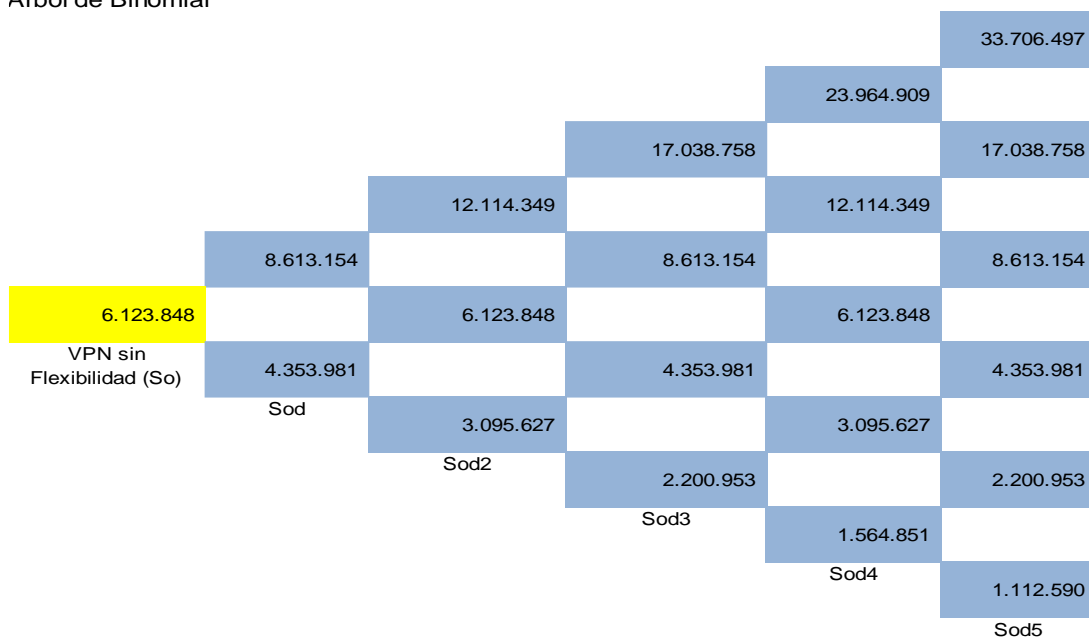 Árbol de Binomial
33.706.497
23.964.909
17.038.758 17.038.758
12.114.349 12.114.349
8.613.154 8.613.154 8.613.154
6.123.848 6.123.848 6.123.848
VPN sin
Flexibilidad (So)
4.353.981 4.353.981 4.353.981
Sod
3.095.627 3.095.627
Sod2
2.200.953 2.200.953
Sod3
1.564.851
Sod4
1.112.590
Sod5